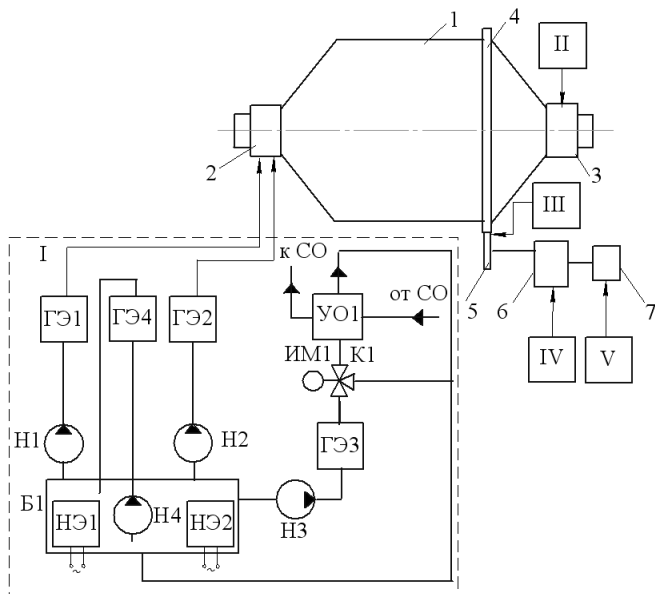 1
4
II
2
3
III
I
к СО
5
6
7
от СО
ГЭ1
ГЭ4
ГЭ2
УО1
IV
V
ИМ1
К1
Н1
Н2
ГЭ3
Б1
НЭ1
Н4
НЭ2
Н3
~
~